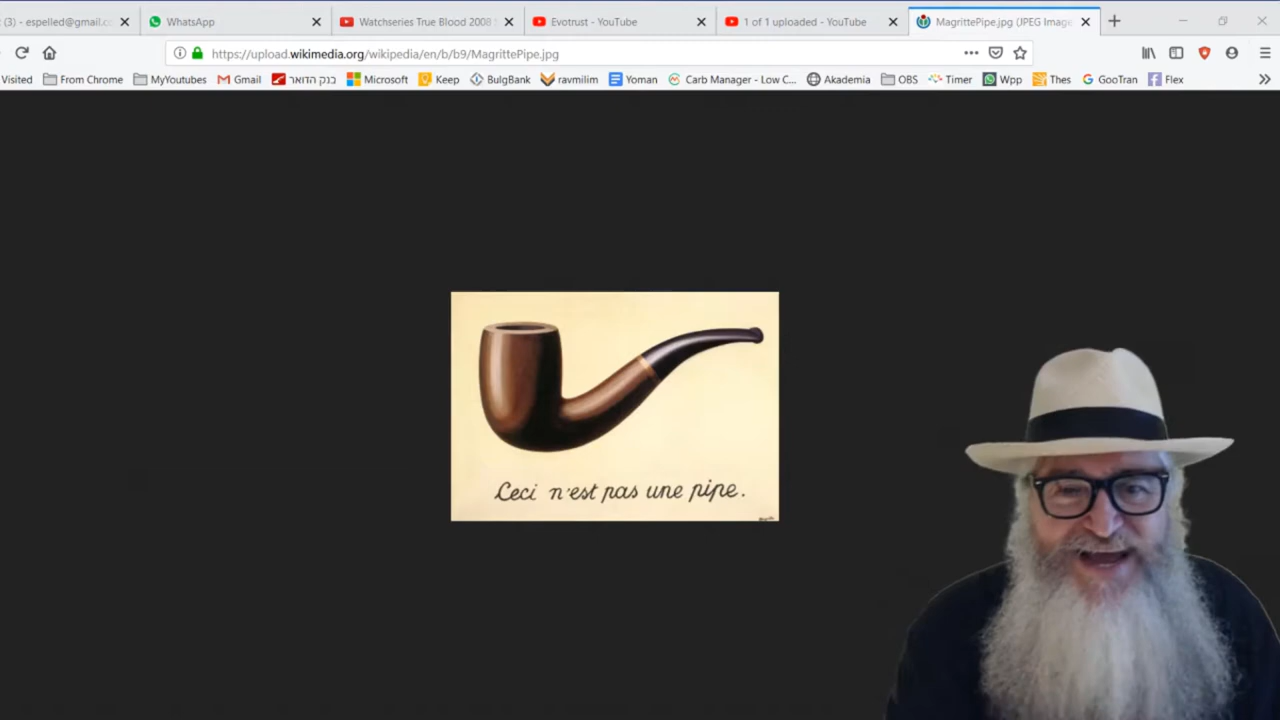 (3) - espelled@gmail.co
WhatsApp
Watchseries True Blood 2008
Evotrust - YouTube
1 of 1 uploaded - YouTube
MagrittePipe.jpg (JPEG Image
https://upload.wikimedia.org/wikipedia/en/b/b9/MagrittePipe.jpg
Visited
From Chrome
MyYoutubes
Gmail
בנק הדואר
Microsoft
Keep
BulgBank
ravmilim
Yoman
Carb Manager - Low C...
Akademia
OBS
Timer
Wpp
Thes
GooTran
Flex
Ceci n'est pas une pipe.